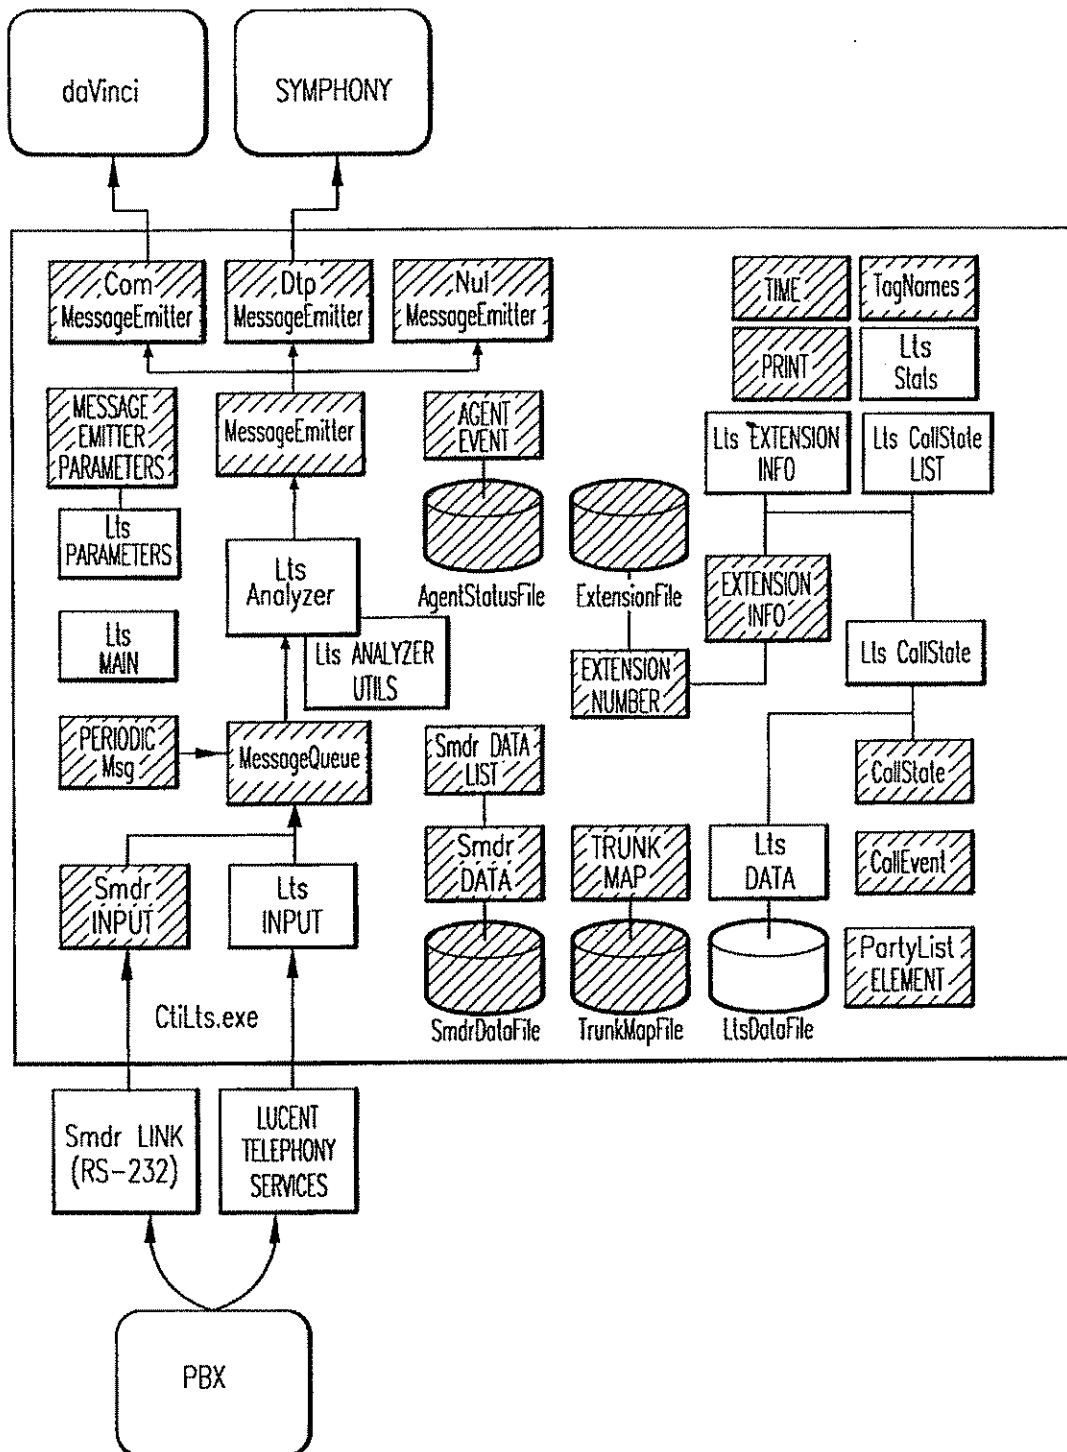 daVinci
SYMPHONY
Com
MessageEmitter
Dtp
MessageEmitter
Nul
MessageEmitter
TIME
TagNames
PRINT
Lts
Stats
MESSAGE
EMITTER
PARAMETERS
MessageEmitter
AGENT
EVENT
Lts EXTENSION
INFO
Lts CallState
LIST
Lts
PARAMETERS
Lts
Analyzer
AgentStatusFile
ExtensionFile
EXTENSION
INFO
Lts
MAIN
Lts ANALYZER
UTILS
EXTENSION
NUMBER
Lts CallState
PERIODIC
Msg
MessageQueue
Smdr DATA
LIST
CallState
Smdr
INPUT
Lts
INPUT
Smdr
DATA
TRUNK
MAP
Lts
DATA
CallEvent
PartyList
ELEMENT
CtiLts.exe
SmdrDataFile
TrunkMapFile
LtsDataFile
Smdr LINK
(RS-232)
LUCENT
TELEPHONY
SERVICES
PBX